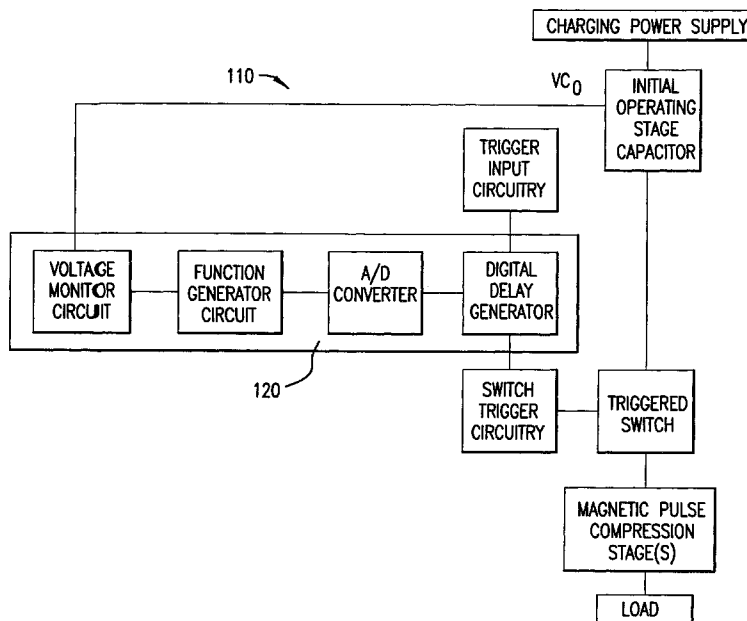 CHARGING POWER SUPPLY
110
VC0
INITIAL
OPERATING
STAGE
CAPACITOR
TRIGGER
INPUT
CIRCUITRY
VOLTAGE
MONITOR
CIRCUIT
FUNCTION
GENERATOR
CIRCUIT
A/D
CONVERTER
DIGITAL
DELAY
GENERATOR
120
SWITCH
TRIGGER
CIRCUITRY
TRIGGERED
SWITCH
MAGNETIC PULSE
COMPRESSION
STAGE(S)
LOAD